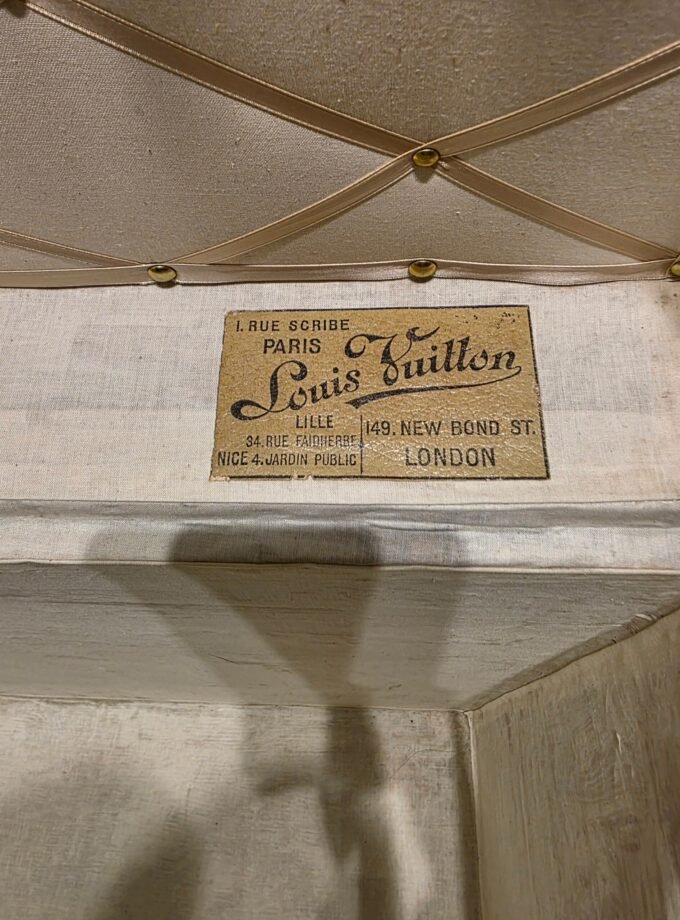 1. RUE SCRIBE
PARIS
Louis Vuitton
LILLE
34. RUE FAIDHERBE
NICE 4. JARDIN PUBLIC
149. NEW BOND ST.
LONDON